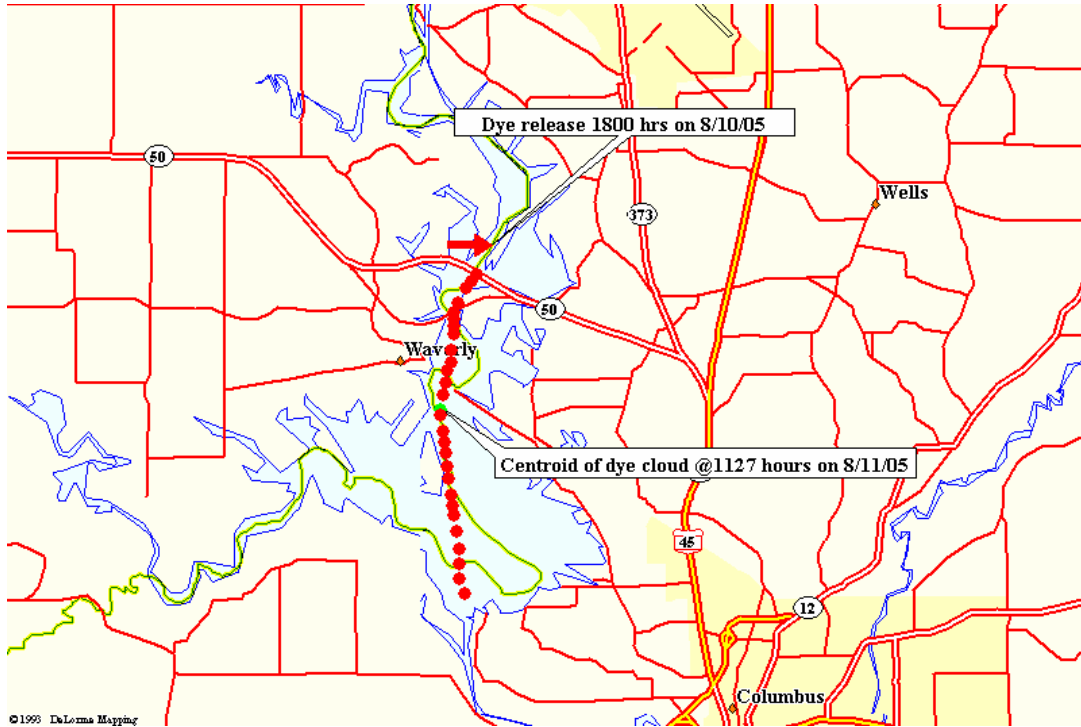 Dye release 1800 hrs on 8/10/05
50
Wells
373
50
Waverly
Centroid of dye cloud @1127 hours on 8/11/05
45
12
Columbus
©1993 DeLorme Mapping